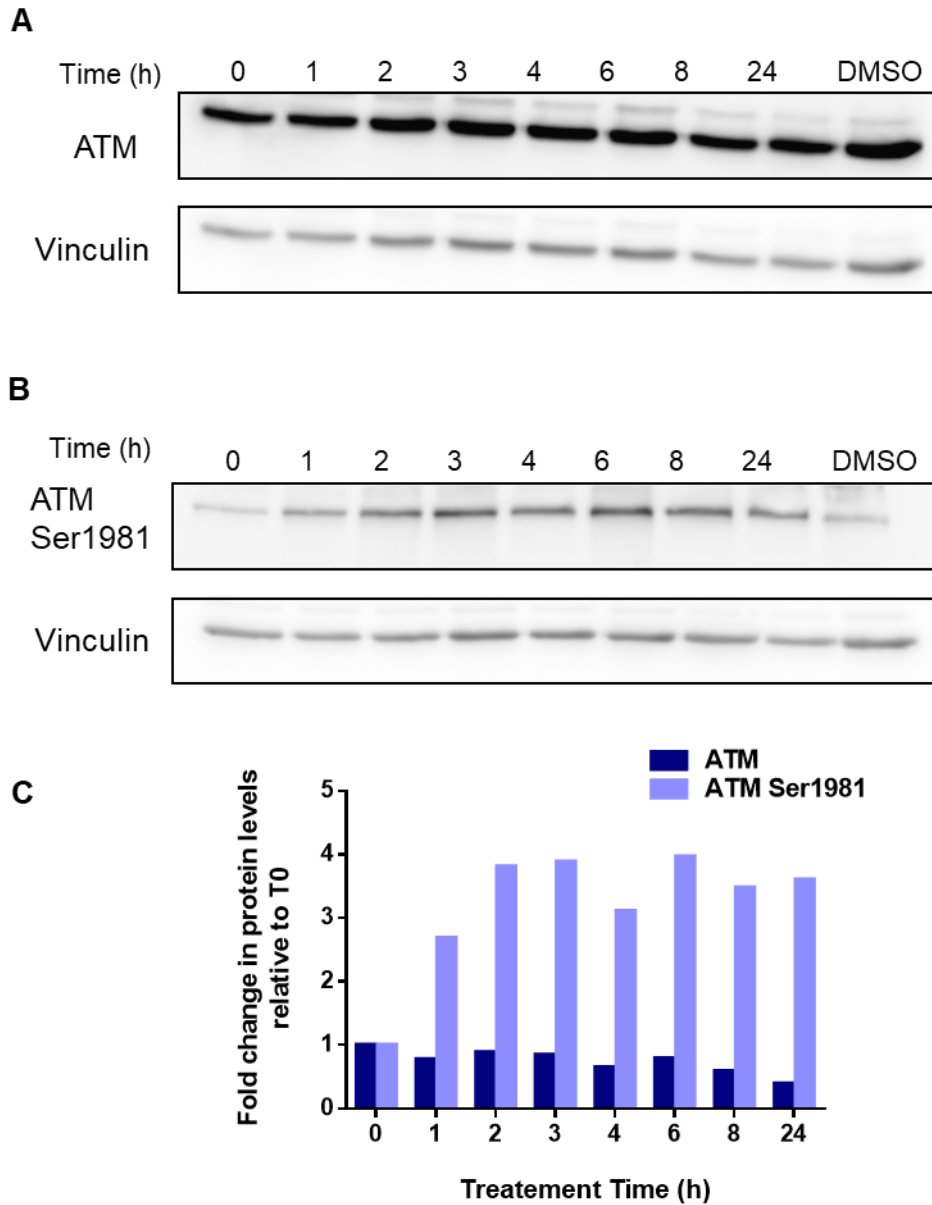 A
Time (h) 0 1 2 3 4 6 8 24 DMSO
ATM
Vinculin
B
Time (h) 0 1 2 3 4 6 8 24 DMSO
ATM
Ser1981
Vinculin
C
ATM
ATM Ser1981
Fold change in protein levels
relative to T0
5
4
3
2
1
0
0 1 2 3 4 6 8 24
Treatement Time (h)